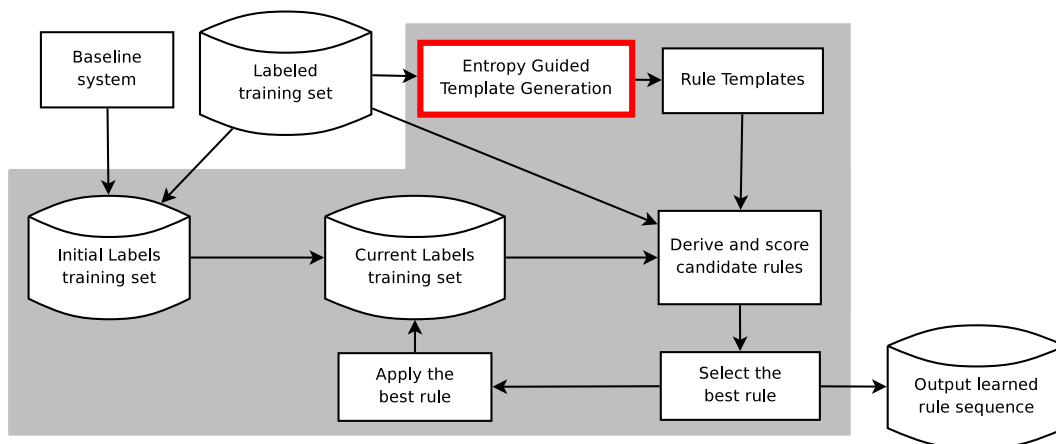 Baseline
system
Labeled
training set
Entropy Guided
Template Generation
Rule Templates
Initial Labels
training set
Current Labels
training set
Derive and score
candidate rules
Apply the
best rule
Select the
best rule
Output learned
rule sequence